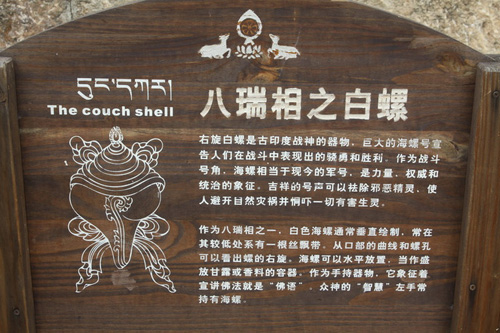 དུང་དཀར།
The couch shell
八瑞相之白螺
右旋白螺是古印度战神的器物，巨大的海螺号宣
告人们在战斗中表现出的骁勇和胜利，作为战斗
号角，海螺相当于现今的军号，是力量，权威和
统治的象征，吉祥的号声可以祛除邪恶精灵，使
人避开自然灾祸并恫吓一切有害生灵。
作为八瑞相之一，白色海螺通常垂直绘制，常在
其较低处系有一根丝飘带，从口部的曲线和螺孔
可以看出螺的右旋。海螺可以水平放置，当作盛
放甘露或香料的容器，作为手持器物，它象征着
宣讲佛法就是“佛语”，众神的“智慧”左手常
持有海螺。